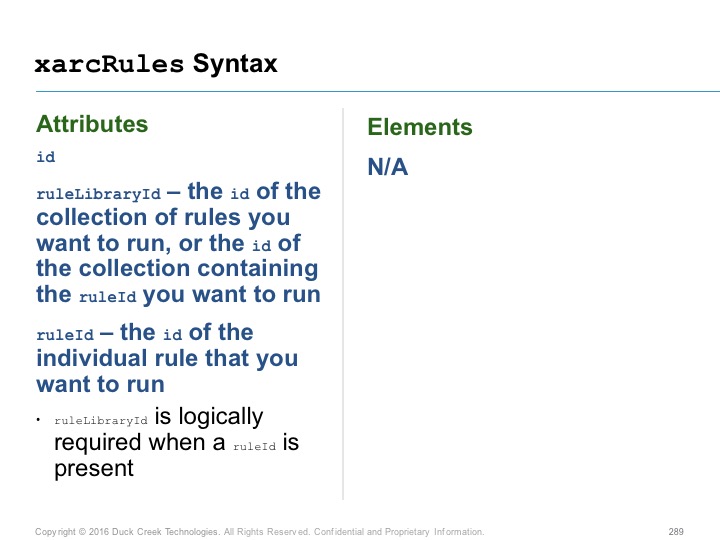 xarcRules Syntax
Attributes
id
ruleLibraryId – the id of the
collection of rules you
want to run, or the id of
the collection containing
the ruleId you want to run
ruleId – the id of the
individual rule that you
want to run
• ruleLibraryId is logically
required when a ruleId is
present
Elements
N/A
Copyright © 2016 Duck Creek Technologies. All Rights Reserved. Confidential and Proprietary Information.
289